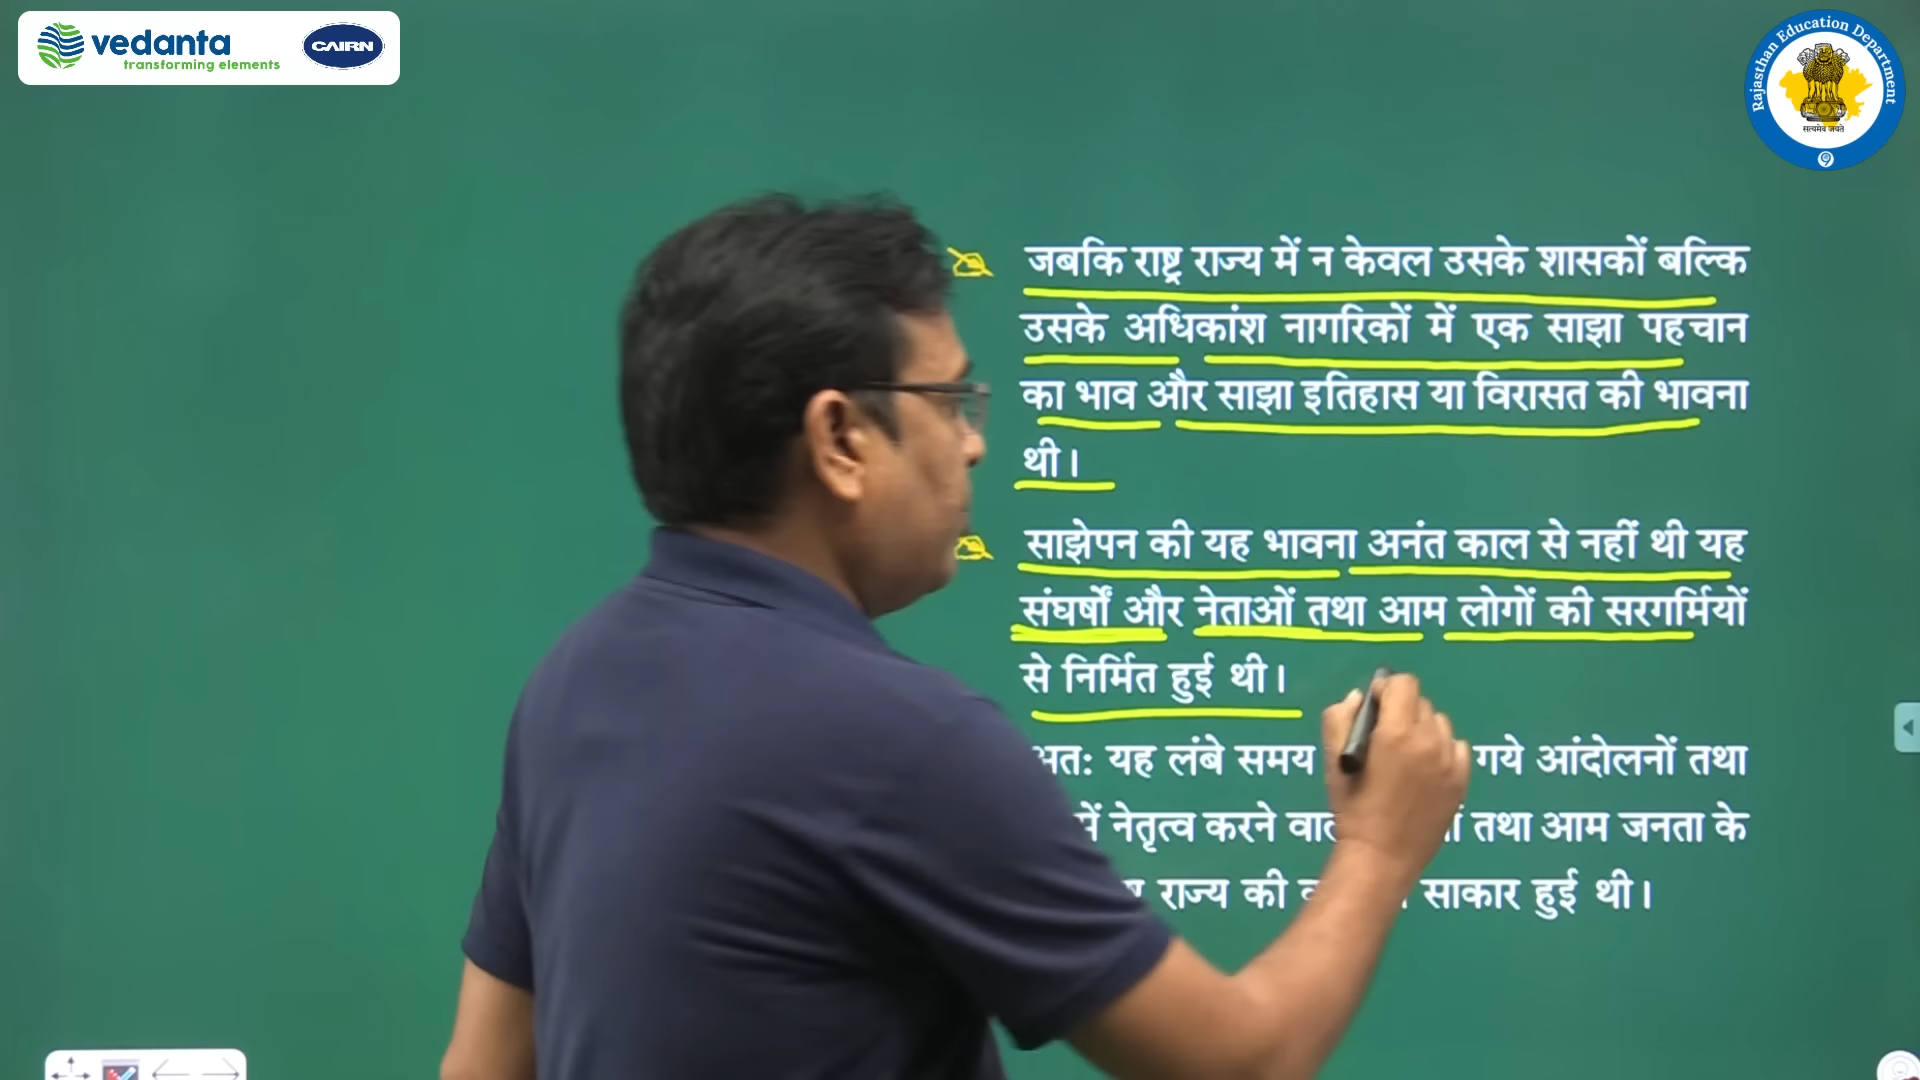 vedanta
transforming elements
CAIRN
Rajasthan Education Department
सत्यमेव जयते
जबकि राष्ट्र राज्य में न केवल उसके शासकों बल्कि
उसके अधिकांश नागरिकों में एक साझा पहचान
का भाव और साझा इतिहास या विरासत की भावना
थी।
साझेपन की यह भावना अनंत काल से नहीं थी यह
संघर्षों और नेताओं तथा आम लोगों की सरगर्मियों
से निर्मित हुई थी।
अत: यह लंबे समय गये आंदोलनों तथा
में नेतृत्व करने तथा आम जनता के
राज्य की साकार हुई थी।